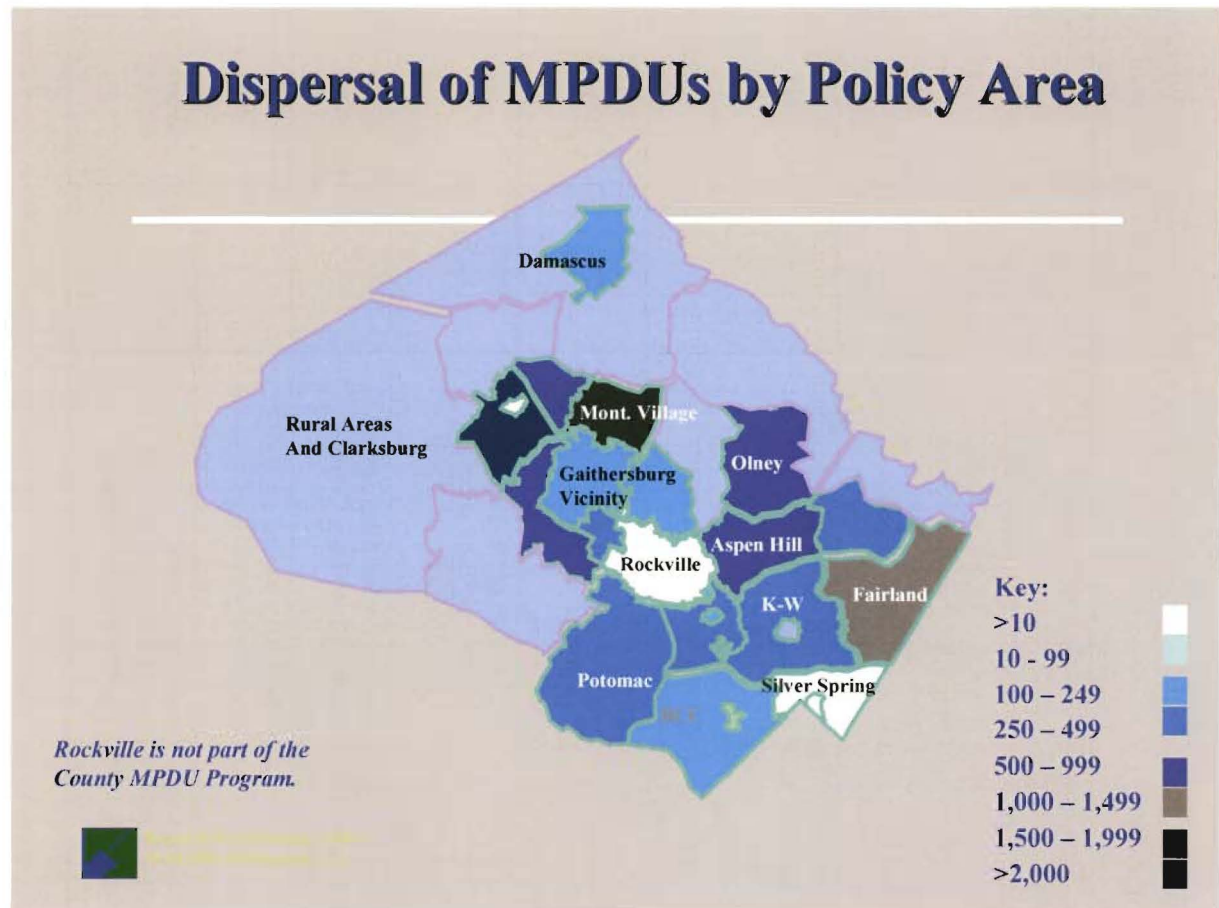 Dispersal of MPDUs by Policy Area
Damascus
Mont. Village
Rural Areas
And Clarksburg
Olney
Gaithersburg
Vicinity
Aspen Hill
Rockville
K-W
Fairland
Potomac
Silver Spring
Key:
>10
10 - 99
100 – 249
250 – 499
500 – 999
1,000 – 1,499
1,500 – 1,999
>2,000
Rockville is not part of the
County MPDU Program.